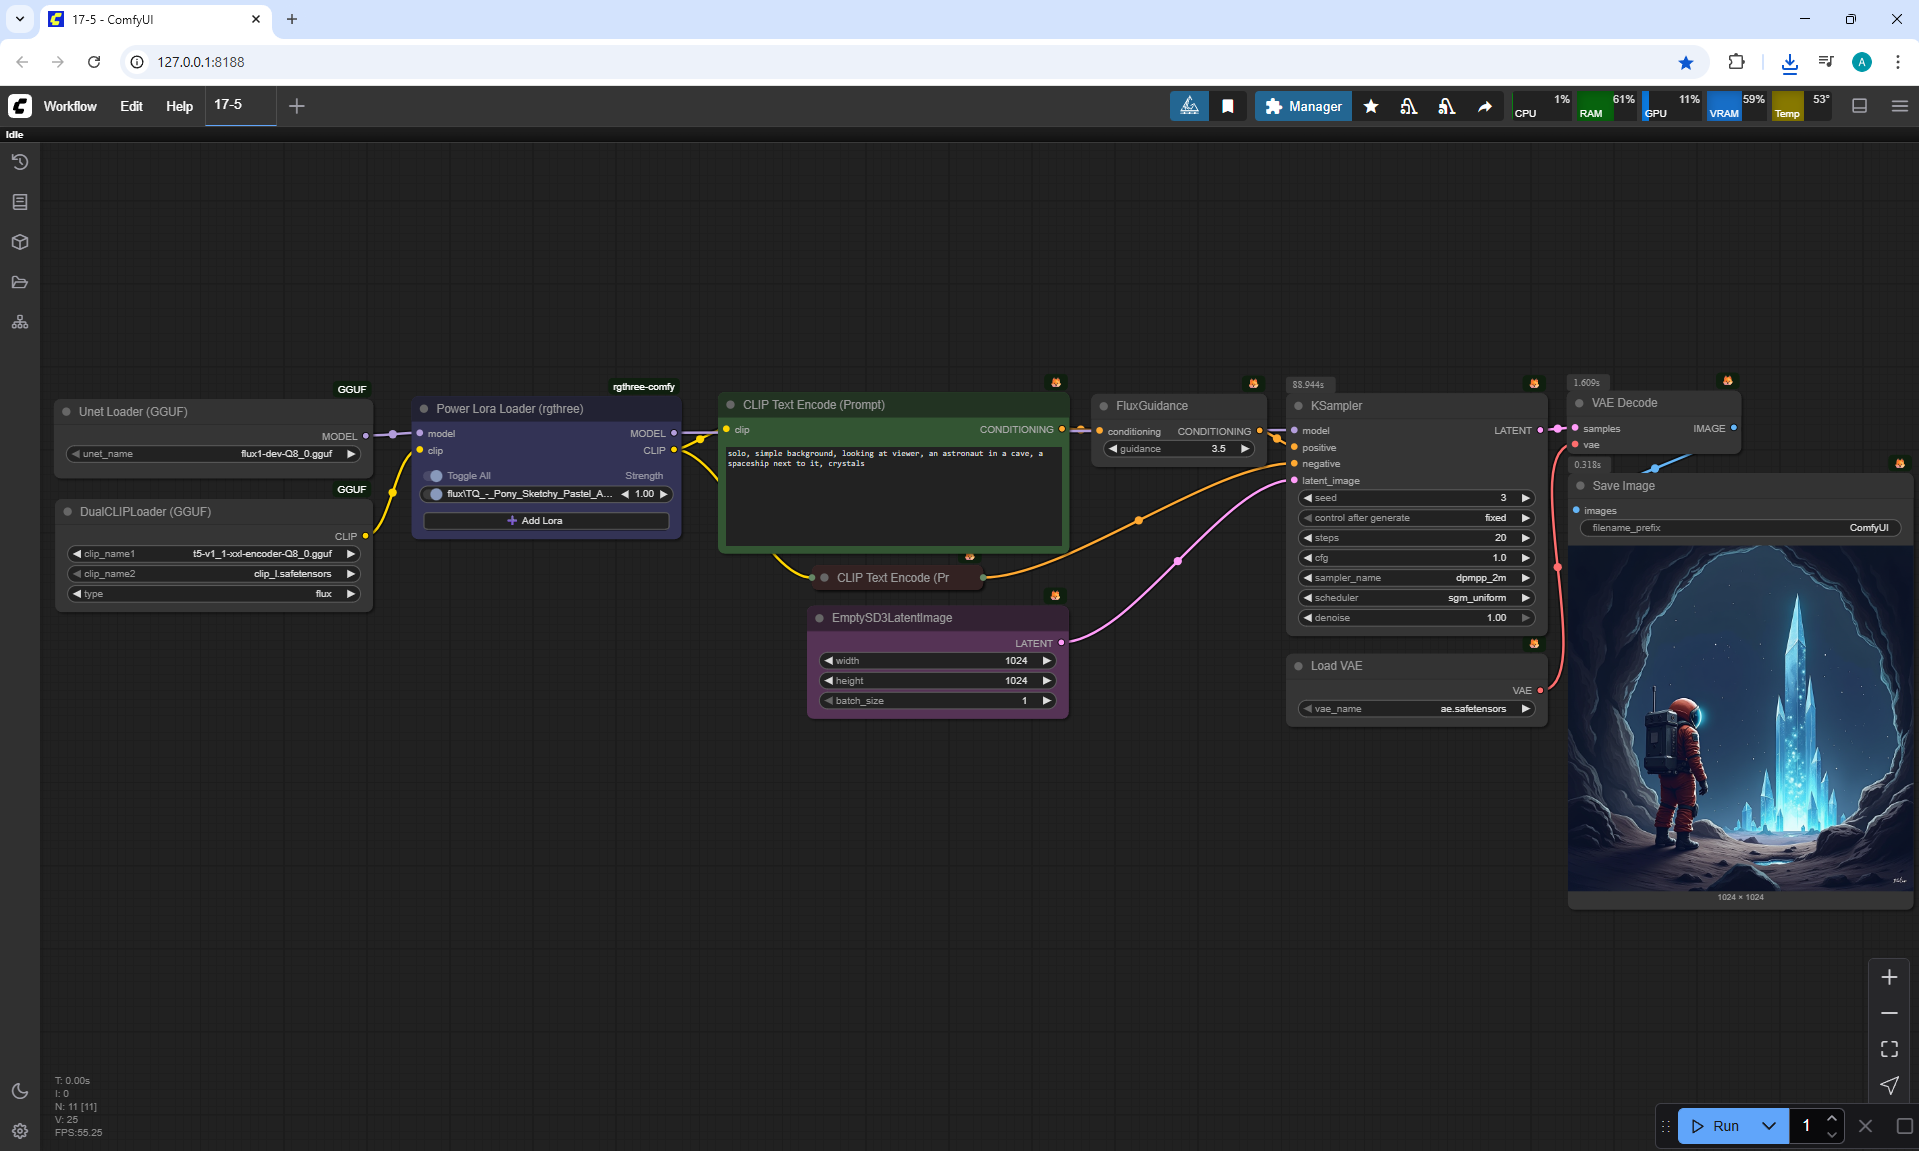 17-5 - ComfyUI
127.0.0.1:8188
A
Workflow
Edit
Help
17-5
Manager
CPU 1%
RAM 61%
GPU 11%
VRAM 59%
Temp 53°
Idle
GGUF
Unet Loader (GGUF)
MODEL
unet_name flux1-dev-Q8_0.gguf
GGUF
DualCLIPLoader (GGUF)
CLIP
clip_name1 t5-v1_1-xxl-encoder-Q8_0.gguf
clip_name2 clip_l.safetensors
type flux
rgthree-comfy
Power Lora Loader (rgthree)
model MODEL
clip CLIP
Toggle All Strength
flux\TQ_-_Pony_Sketchy_Pastel_A... 1.00
Add Lora
CLIP Text Encode (Prompt)
clip CONDITIONING
solo, simple background, looking at viewer, an astronaut in a cave, a
spaceship next to it, crystals
CLIP Text Encode (Pr
EmptySD3LatentImage
LATENT
width 1024
height 1024
batch_size 1
FluxGuidance
conditioning CONDITIONING
guidance 3.5
88.944s
KSampler
model LATENT
positive
negative
latent_image
seed 3
control after generate fixed
steps 20
cfg 1.0
sampler_name dpmpp_2m
scheduler sgm_uniform
denoise 1.00
Load VAE
VAE
vae_name ae.safetensors
1.609s
VAE Decode
samples IMAGE
vae
0.318s
Save Image
images
filename_prefix ComfyUI
1024 × 1024
T: 0.00s
I: 0
N: 11 [11]
V: 25
FPS:55.25
Run
1